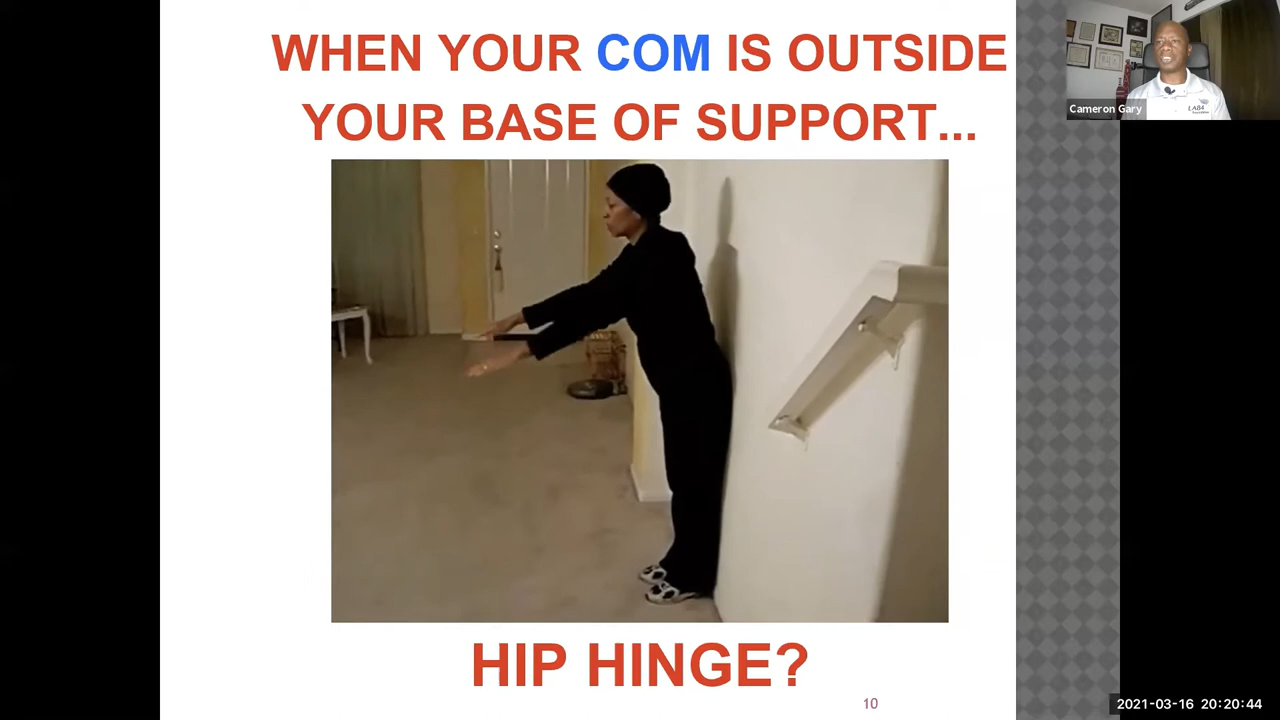 WHEN YOUR COM IS OUTSIDE
YOUR BASE OF SUPPORT...
HIP HINGE?
10
Cameron Gary
LA84
2021-03-16 20:20:44